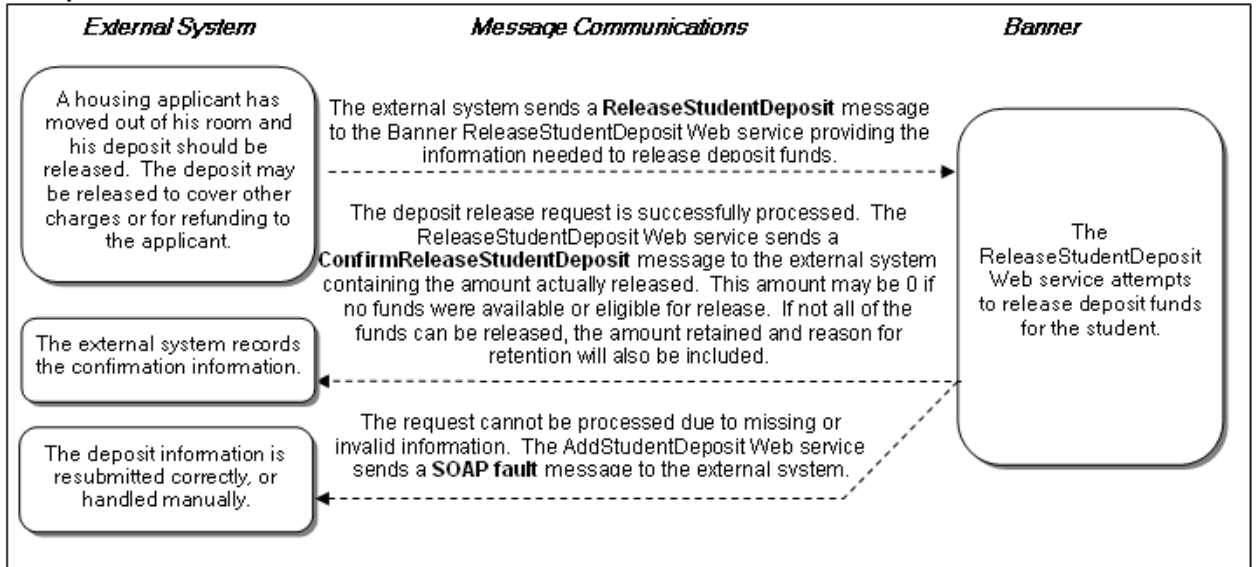 External System
Message Communications
Banner
A housing applicant has
moved out of his room and
his deposit should be
released. The deposit may
be released to cover other
charges or for refunding to
the applicant.
The external system sends a ReleaseStudentDeposit message
to the Banner ReleaseStudentDeposit Web service providing the
information needed to release deposit funds.
The deposit release request is successfully processed. The
ReleaseStudentDeposit Web service sends a
ConfirmReleaseStudentDeposit message to the external system
containing the amount actually released. This amount may be 0 if
no funds were available or eligible for release. If not all of the
funds can be released, the amount retained and reason for
retention will also be included.
The
ReleaseStudentDeposit
Web service attempts
to release deposit funds
for the student.
The external system records
the confirmation information.
The request cannot be processed due to missing or
invalid information. The AddStudentDeposit Web service
sends a SOAP fault message to the external system.
The deposit information is
resubmitted correctly, or
handled manually.